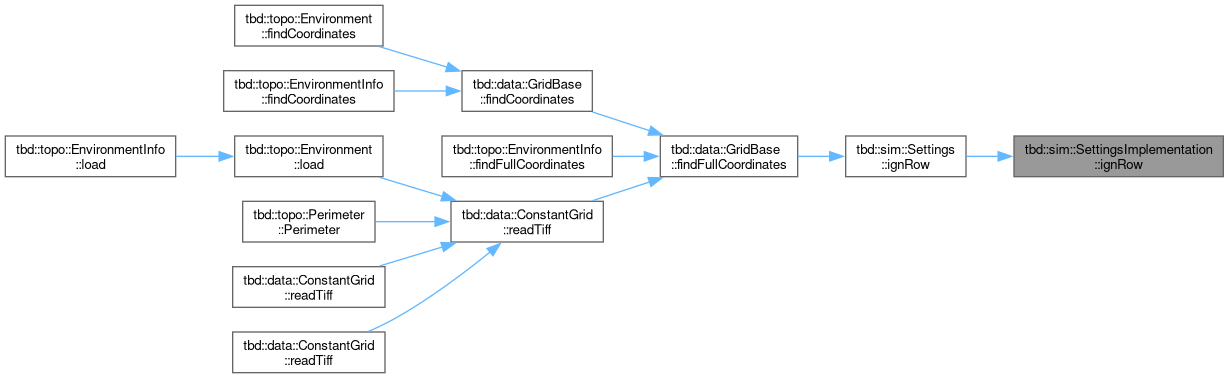 tbd::topo::Environment
::findCoordinates
tbd::topo::EnvironmentInfo
::findCoordinates
tbd::data::GridBase
::findCoordinates
tbd::topo::EnvironmentInfo
::load
tbd::topo::Environment
::load
tbd::topo::EnvironmentInfo
::findFullCoordinates
tbd::data::GridBase
::findFullCoordinates
tbd::sim::Settings
::ignRow
tbd::sim::SettingsImplementation
::ignRow
tbd::topo::Perimeter
::Perimeter
tbd::data::ConstantGrid
::readTiff
tbd::data::ConstantGrid
::readTiff
tbd::data::ConstantGrid
::readTiff